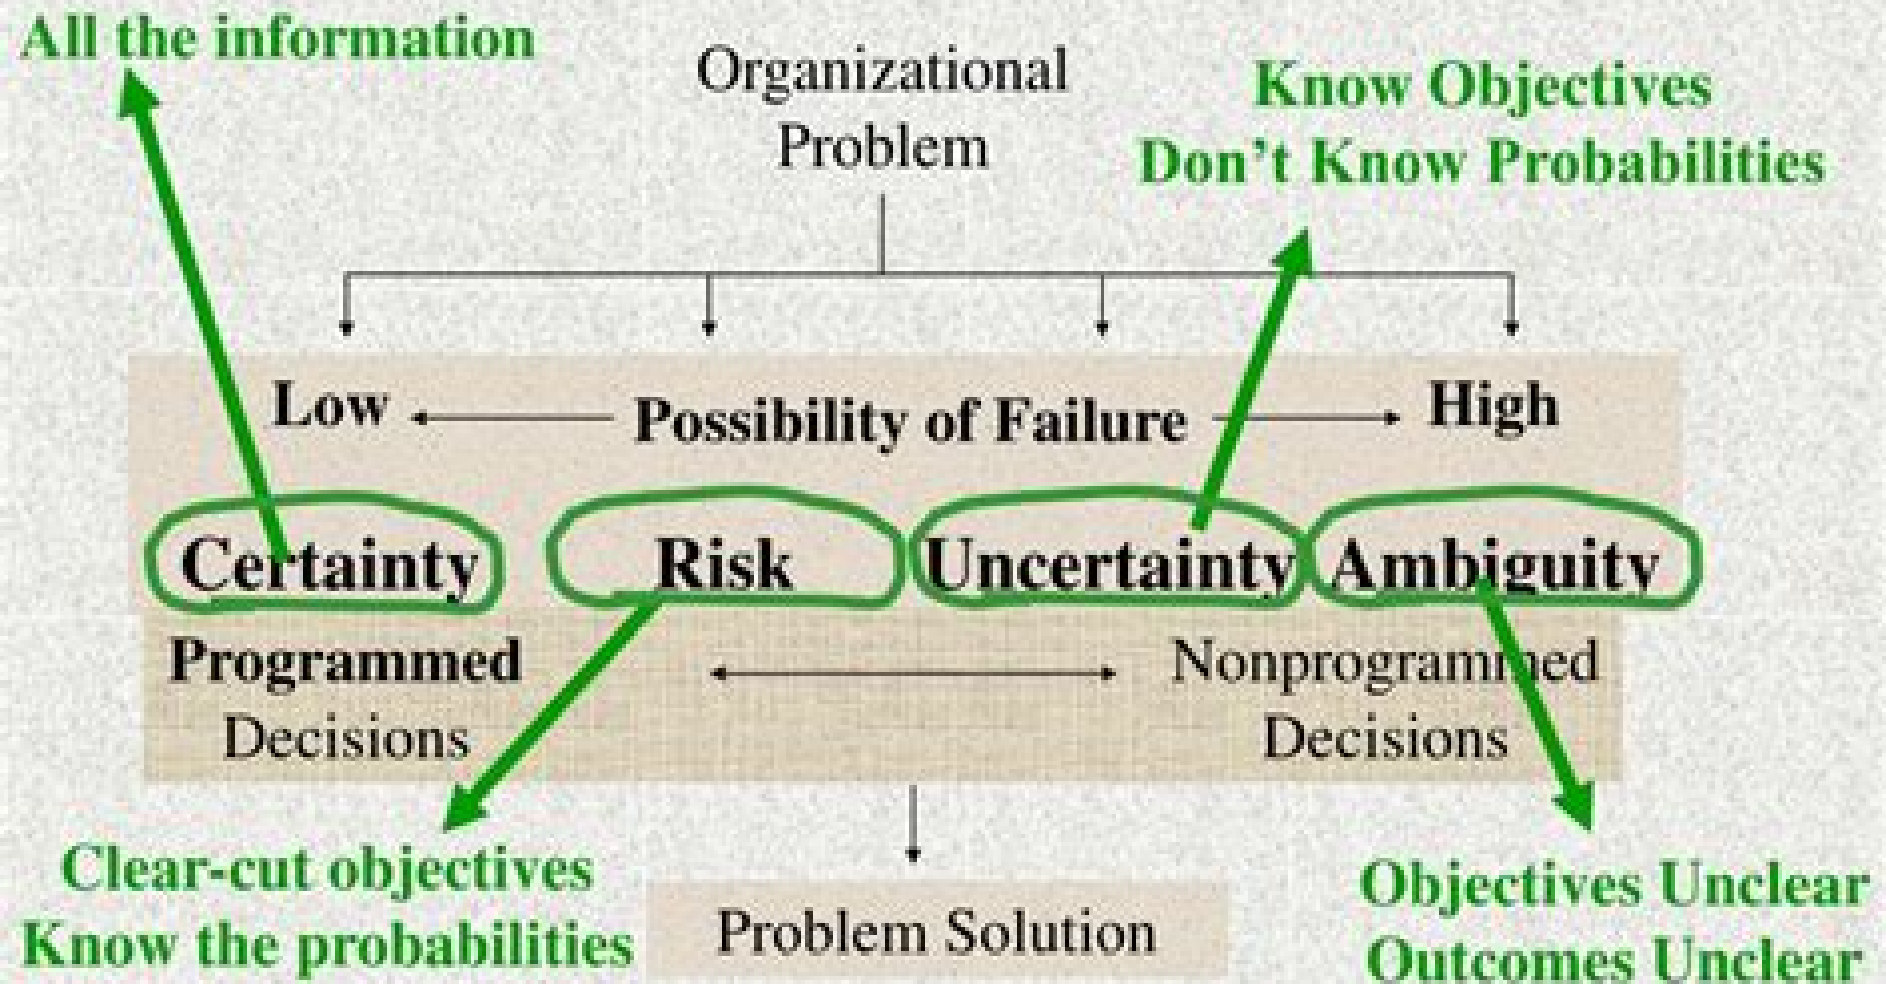 All the information
Organizational
Problem
Know Objectives
Don't Know Probabilities
Low
Possibility of Failure
High
Certainty
Risk
Uncertainty
Ambiguity
Programmed
Decisions
Nonprogrammed
Decisions
Clear-cut objectives
Know the probabilities
Problem Solution
Objectives Unclear
Outcomes Unclear